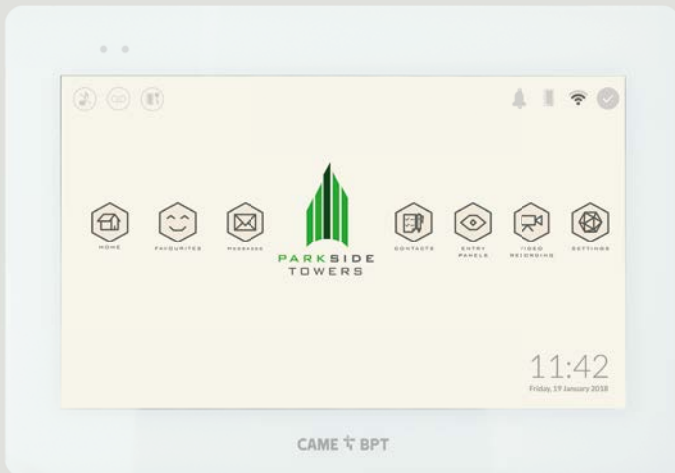 HOME
FAVOURITES
MESSAGES
PARKSIDE
TOWERS
CONTACTS
ENTRY
PANELS
VIDEO
RECORDING
SETTINGS
11:42
Friday, 19 January 2018
CAME BPT